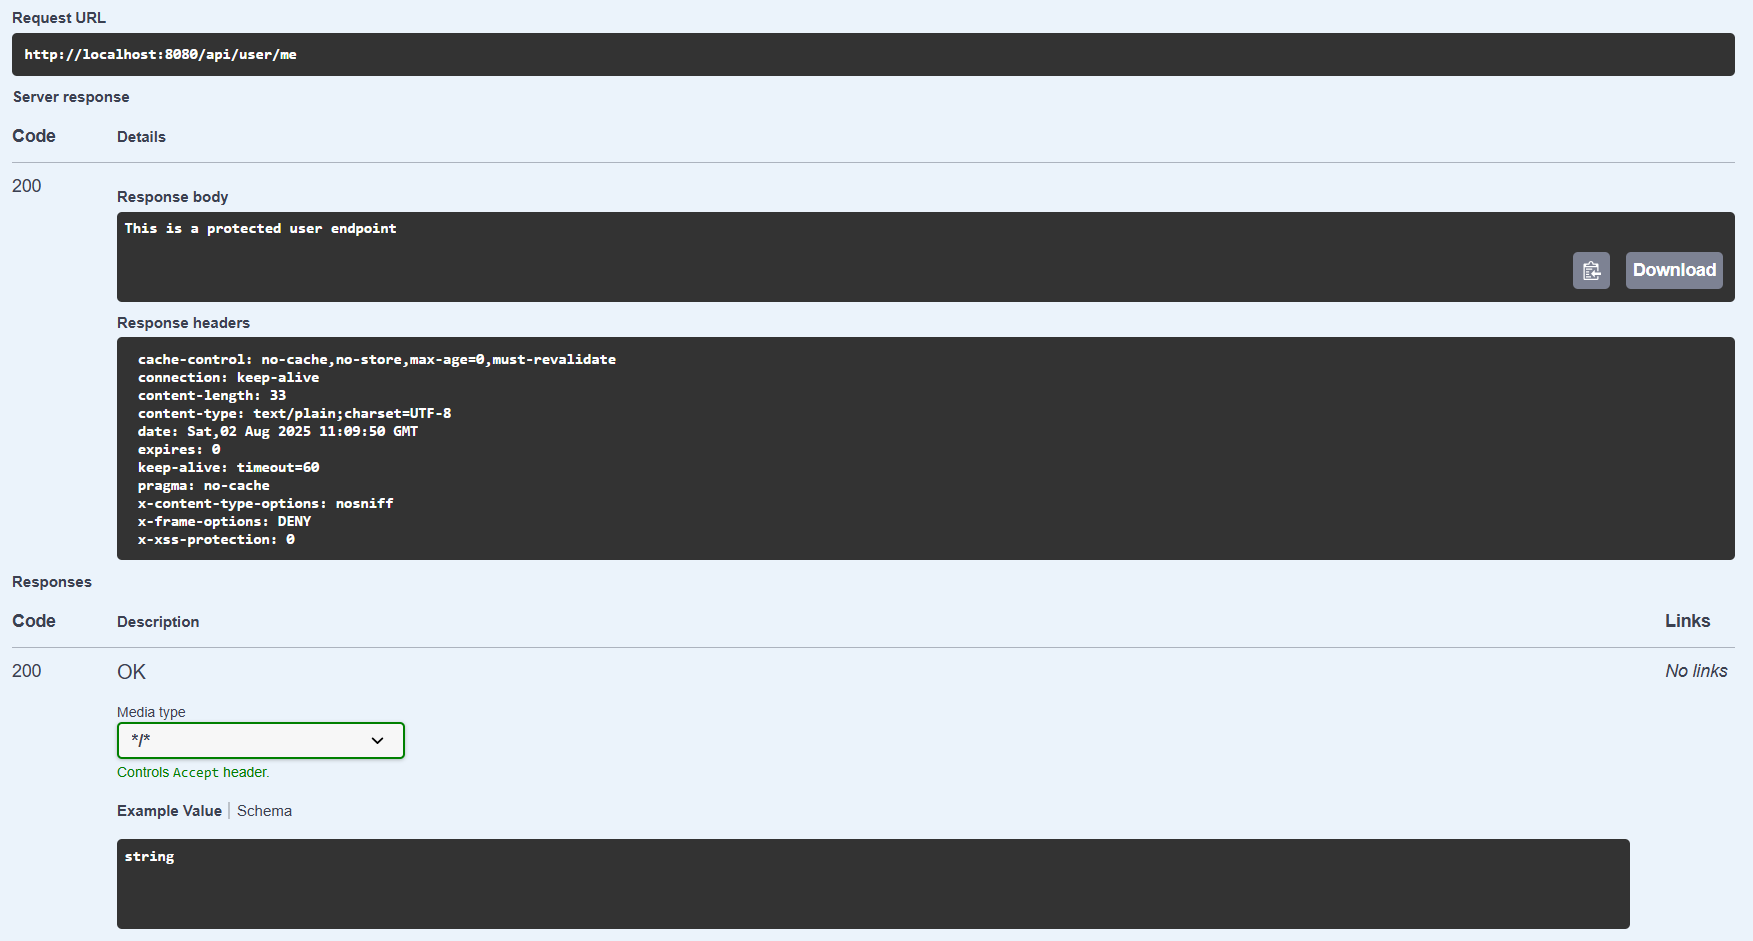 Request URL
http://localhost:8080/api/user/me
Server response
Code Details
200
Response body
This is a protected user endpoint
Download
Response headers
cache-control: no-cache,no-store,max-age=0,must-revalidate
connection: keep-alive
content-length: 33
content-type: text/plain;charset=UTF-8
date: Sat,02 Aug 2025 11:09:50 GMT
expires: 0
keep-alive: timeout=60
pragma: no-cache
x-content-type-options: nosniff
x-frame-options: DENY
x-xss-protection: 0
Responses
Code Description Links
200 OK No links
Media type
*/*
Controls Accept header.
Example Value Schema
string